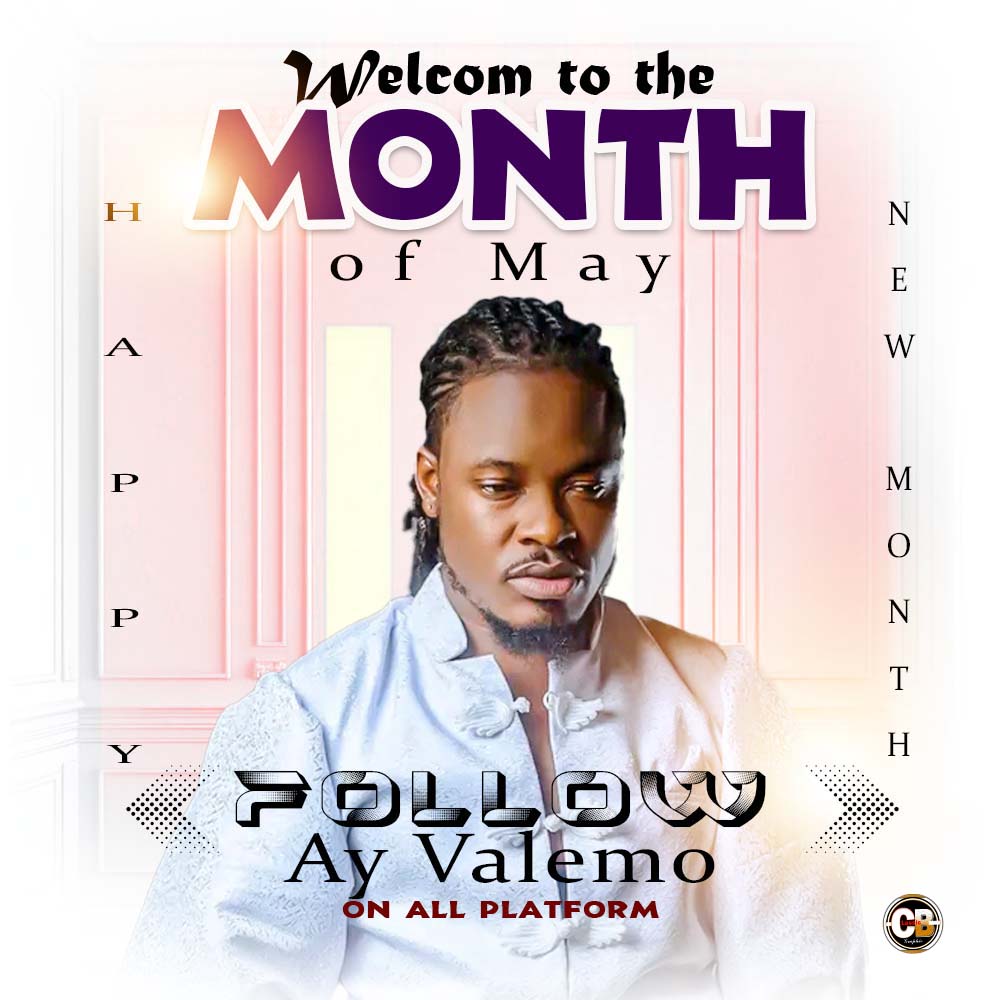 Welcom to the
MONTH
of May
HAPPY
NEW MONTH
FOLLOW
Ay Valemo
ON ALL PLATFORM
CB